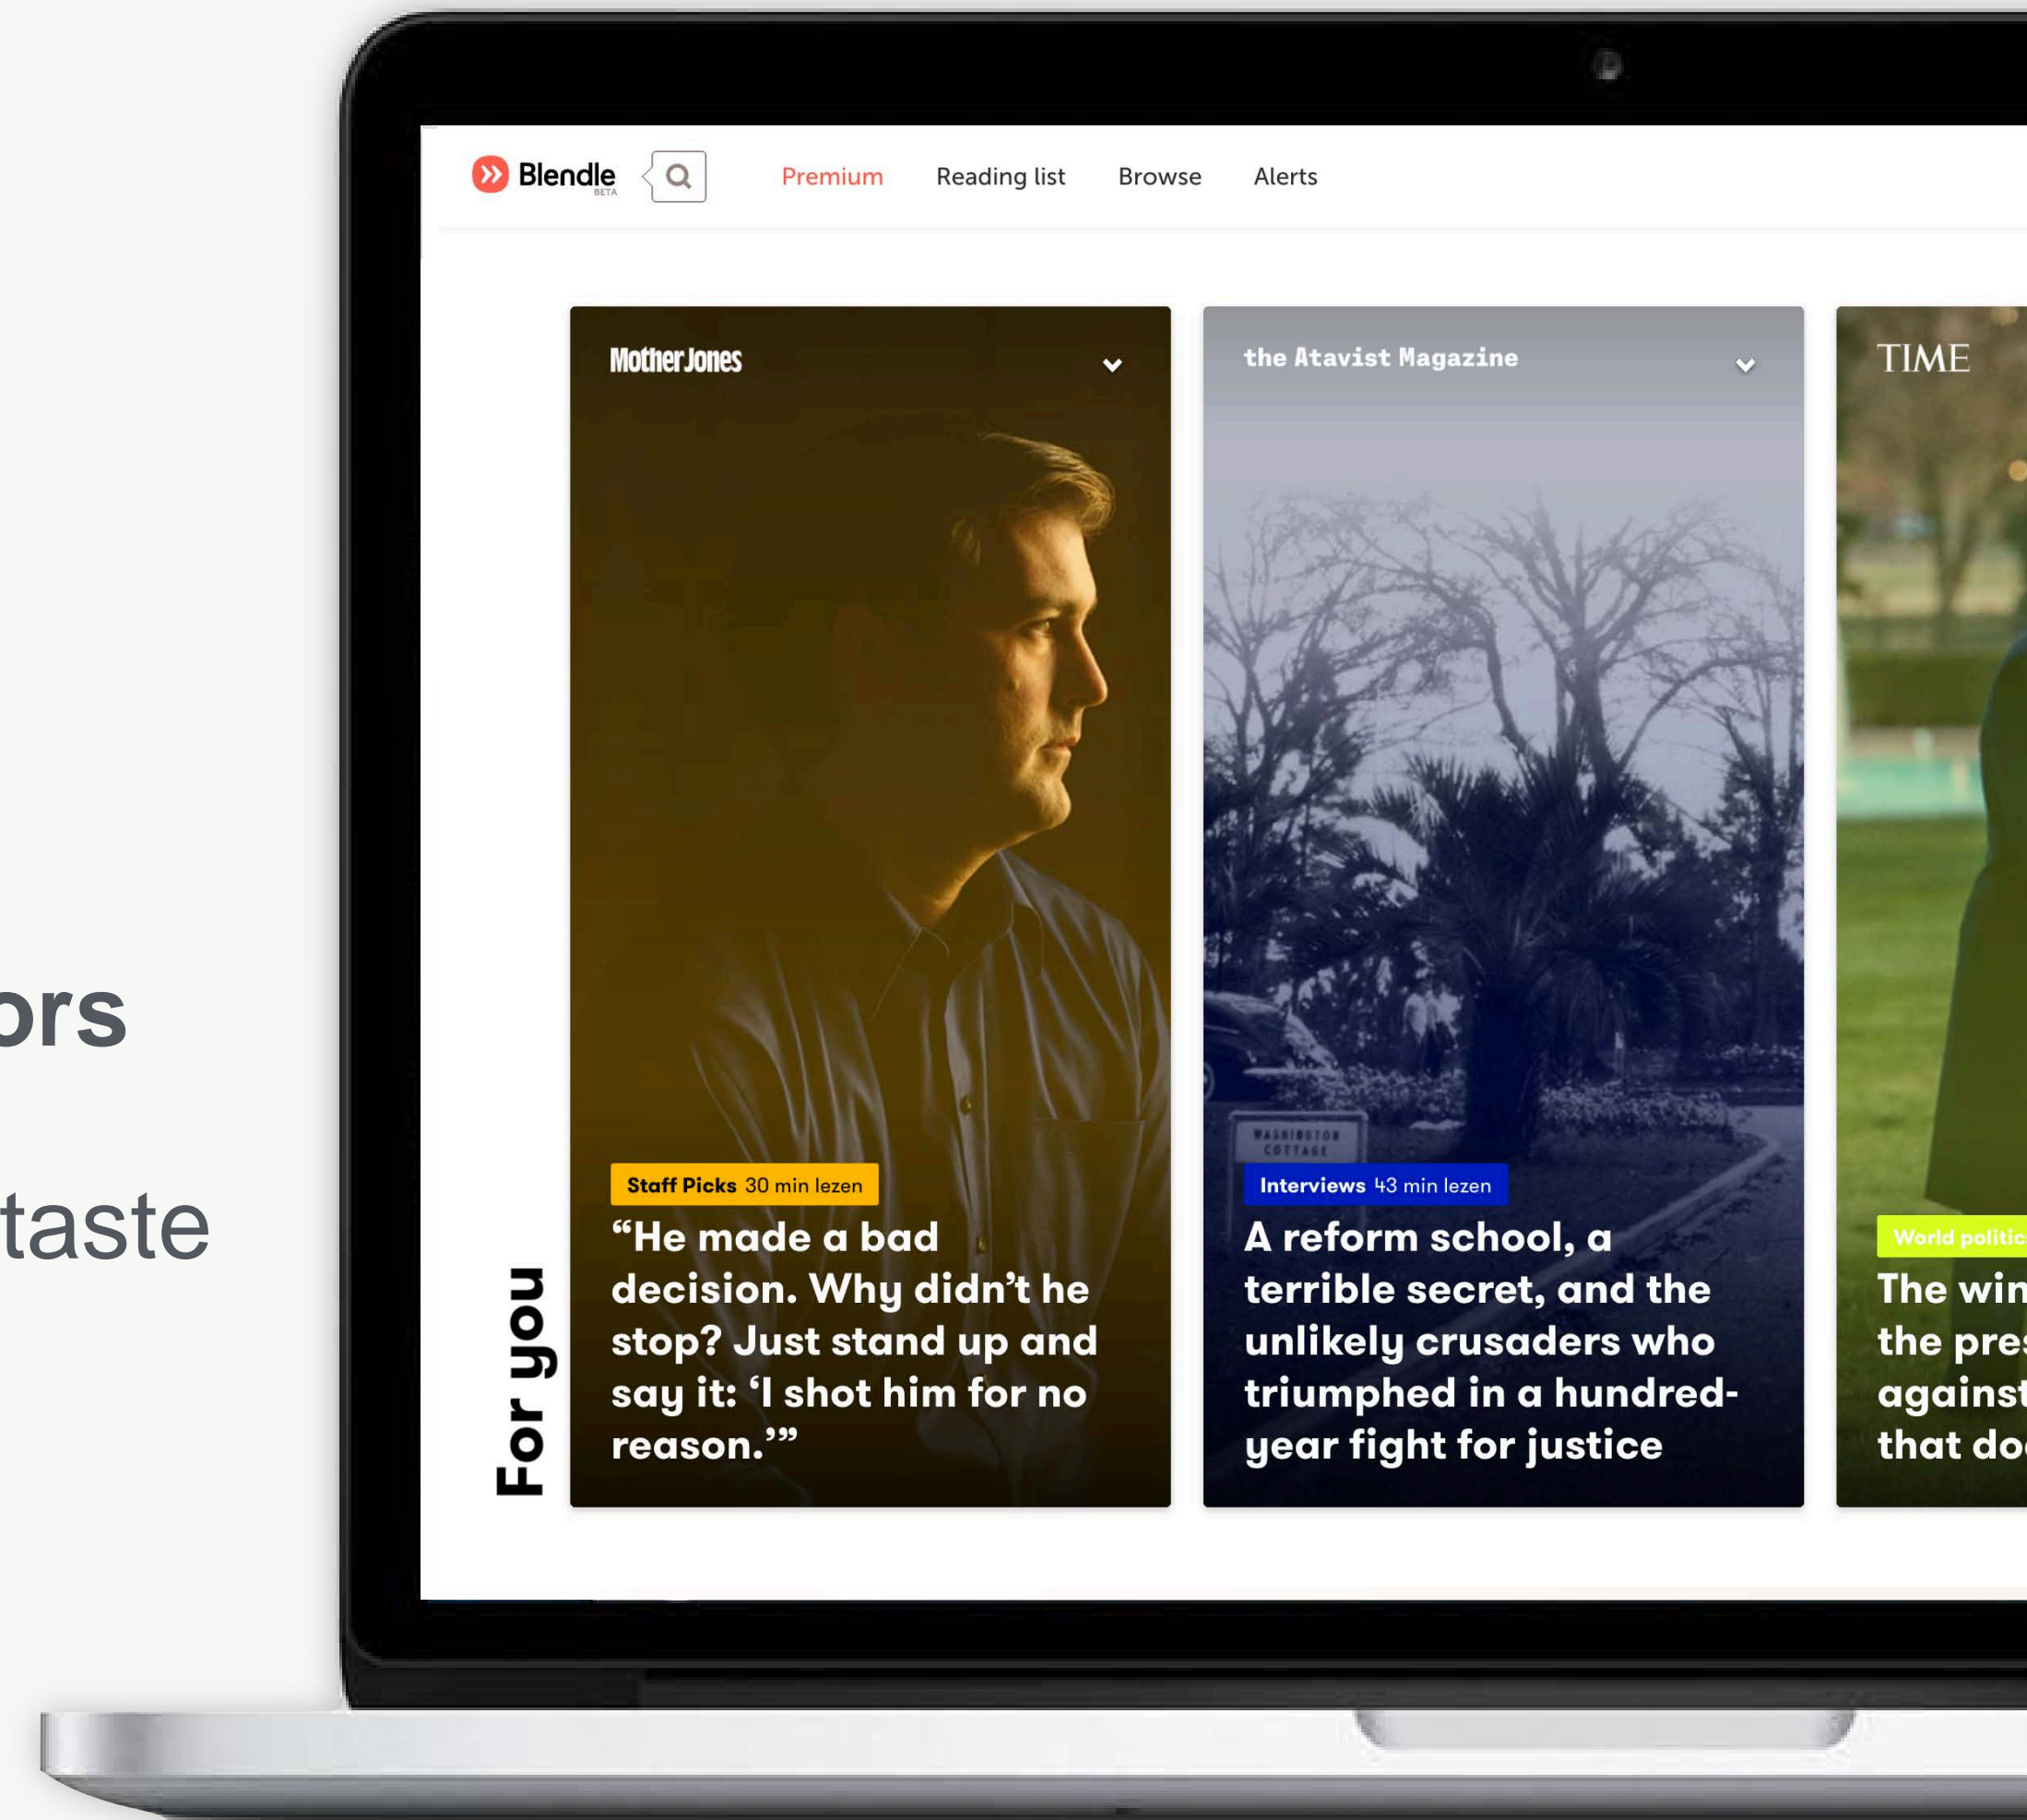 Blendle
BETA
Premium
Reading list
Browse
Alerts
ors
taste
For you
MotherJones
Staff Picks 30 min lezen
“He made a bad
decision. Why didn’t he
stop? Just stand up and
say it: ‘I shot him for no
reason.’”
the Atavist Magazine
WASHINGTON
COTTAGE
Interviews 43 min lezen
A reform school, a
terrible secret, and the
unlikely crusaders who
triumphed in a hundred-
year fight for justice
TIME
World politic
The win
the pres
against
that do